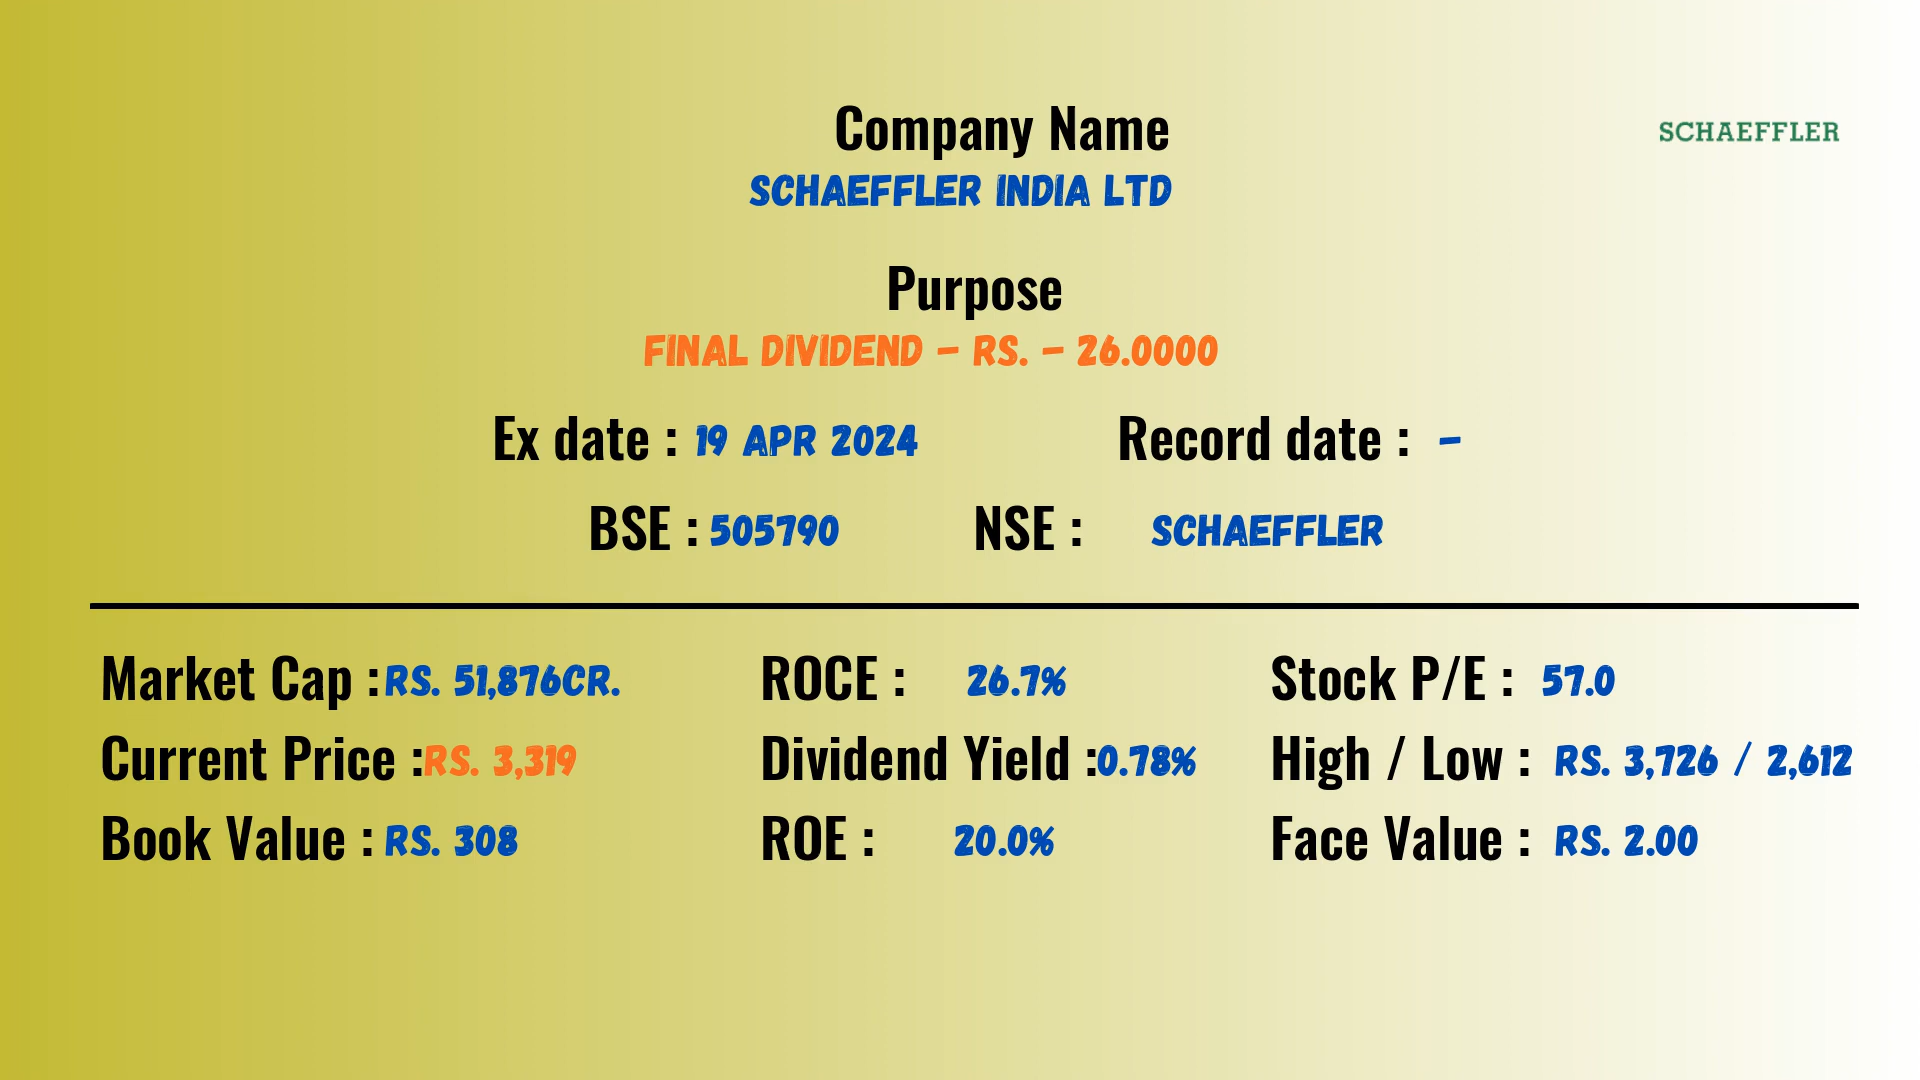 Company Name
SCHAEFFLER
SCHAEFFLER INDIA LTD
Purpose
FINAL DIVIDEND - RS. - 26.0000
Ex date : 19 APR 2024 Record date : -
BSE : 505790 NSE : SCHAEFFLER
Market Cap : RS. 51,876CR. ROCE : 26.7% Stock P/E : 57.0
Current Price : RS. 3,319 Dividend Yield : 0.78% High / Low : RS. 3,726 / 2,612
Book Value : RS. 308 ROE : 20.0% Face Value : RS. 2.00